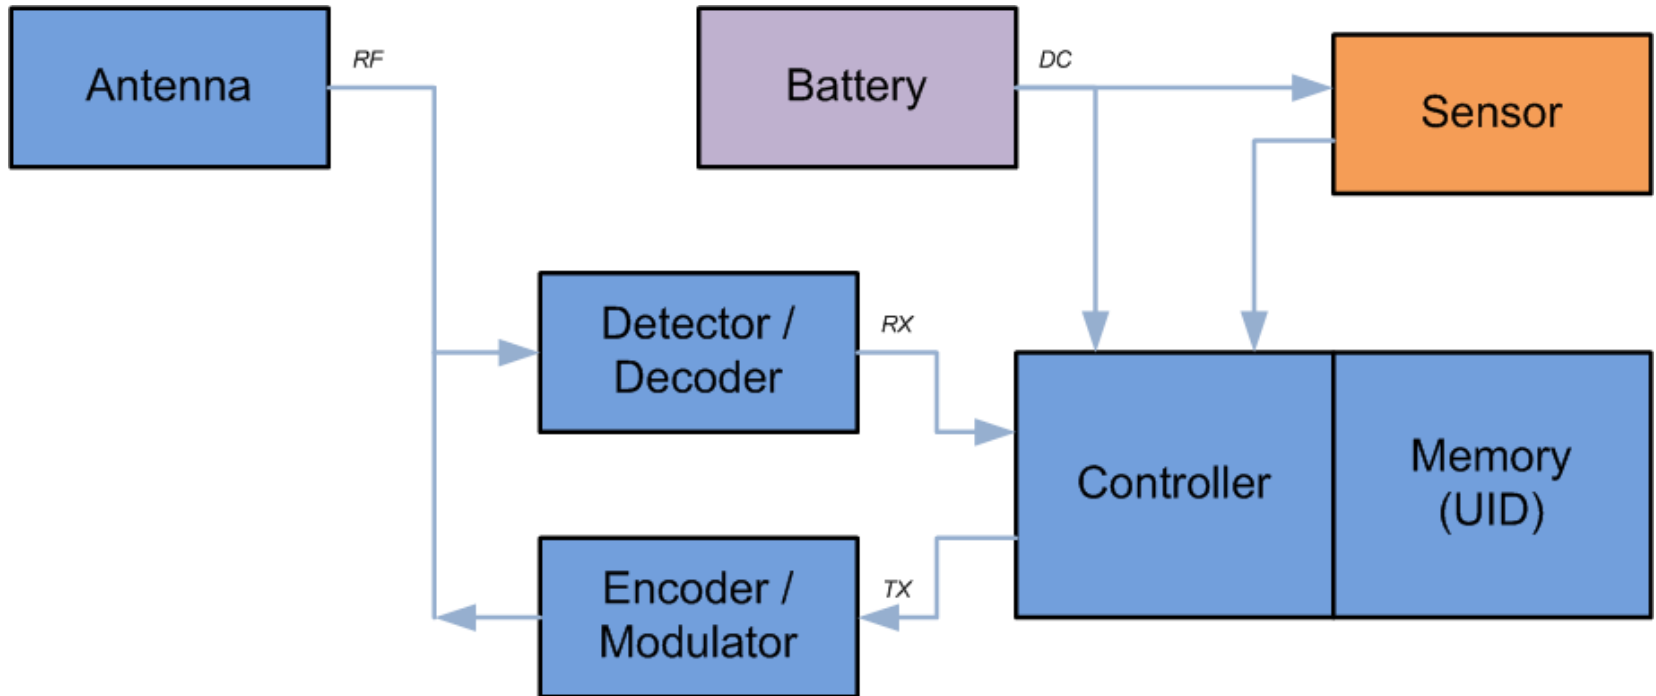 Antenna
RF
Battery
DC
Sensor
Detector /
Decoder
RX
Controller
Memory
(UID)
Encoder /
Modulator
TX